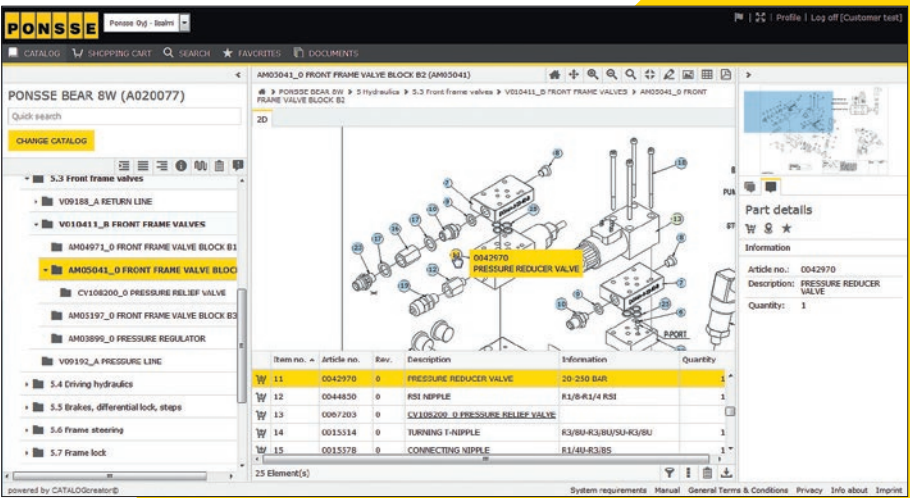 PONSSE
Ponsse Oyj - Iisalmi
| Profile | Log off [Customer test]
CATALOG SHOPPING CART SEARCH FAVORITES DOCUMENTS
PONSSE BEAR 8W (A020077)
Quick search
CHANGE CATALOG
5.3 Front frame valves
V09188_A RETURN LINE
V010411_B FRONT FRAME VALVES
AM04971_0 FRONT FRAME VALVE BLOCK B1
AM05041_0 FRONT FRAME VALVE BLOC
CV108200_0 PRESSURE RELIEF VALVE
AM05197_0 FRONT FRAME VALVE BLOCK B3
AM03899_0 PRESSURE REGULATOR
V09192_A PRESSURE LINE
5.4 Driving hydraulics
5.5 Brakes, differential lock, steps
5.6 Frame steering
5.7 Frame lock
AM05041_0 FRONT FRAME VALVE BLOCK B2 (AM05041)
> PONSSE BEAR 8W > 5 Hydraulics > 5.3 Front frame valves > V010411_B FRONT FRAME VALVES > AM05041_0 FRONT
FRAME VALVE BLOCK B2
2D
0042970
PRESSURE REDUCER VALVE
P-PORT
Item no. Article no. Rev. Description Information Quantity
11 0042970 0 PRESSURE REDUCER VALVE 20-250 BAR 1
12 0044850 0 RSI NIPPLE R1/8-R1/4 RSI 1
13 0067203 0 CV108200_0 PRESSURE RELIEF VALVE
14 0015514 0 TURNING T-NIPPLE R3/8U-R3/8U/SU-R3/8U 1
15 0015578 0 CONNECTING NIPPLE R1/4U-R3/8S 1
25 Element(s)
Part details
Information
Article no.: 0042970
Description: PRESSURE REDUCER
VALVE
Quantity: 1
powered by CATALOGcreator®
System requirements Manual General Terms & Conditions Privacy Info about Imprint